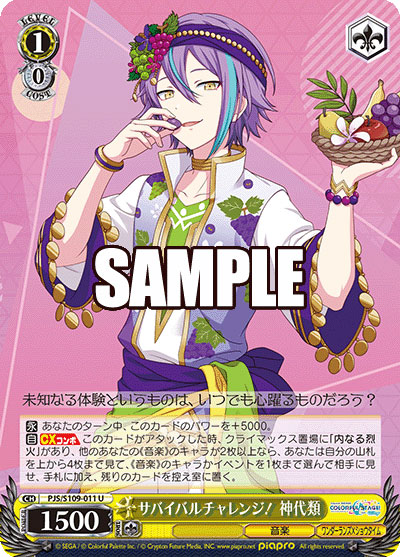 LEVEL
1
0
COST
SAMPLE
未知なる体験というものは、いつでも心躍るものだろう?
永 あなたのターン中、このカードのパワーを+5000。
自 CXコンボ このカードがアタックした時、クライマックス置場に「内なる烈
火」があり、他のあなたの《音楽》のキャラが2枚以上なら、あなたは自分の山札
を上から4枚まで見て、《音楽》のキャラかイベントを1枚まで選んで相手に見
せ、手札に加え、残りのカードを控え室に置く。
CH PJS/S109-011 U
POWER 1500 サバイバルチャレンジ! 神代類
COLORFUL STAGE!
音楽 ワンダーランズ×ショウタイム
© SEGA / © Colorful Palette Inc. / © Crypton Future Media, INC. www.piapro.net piapro